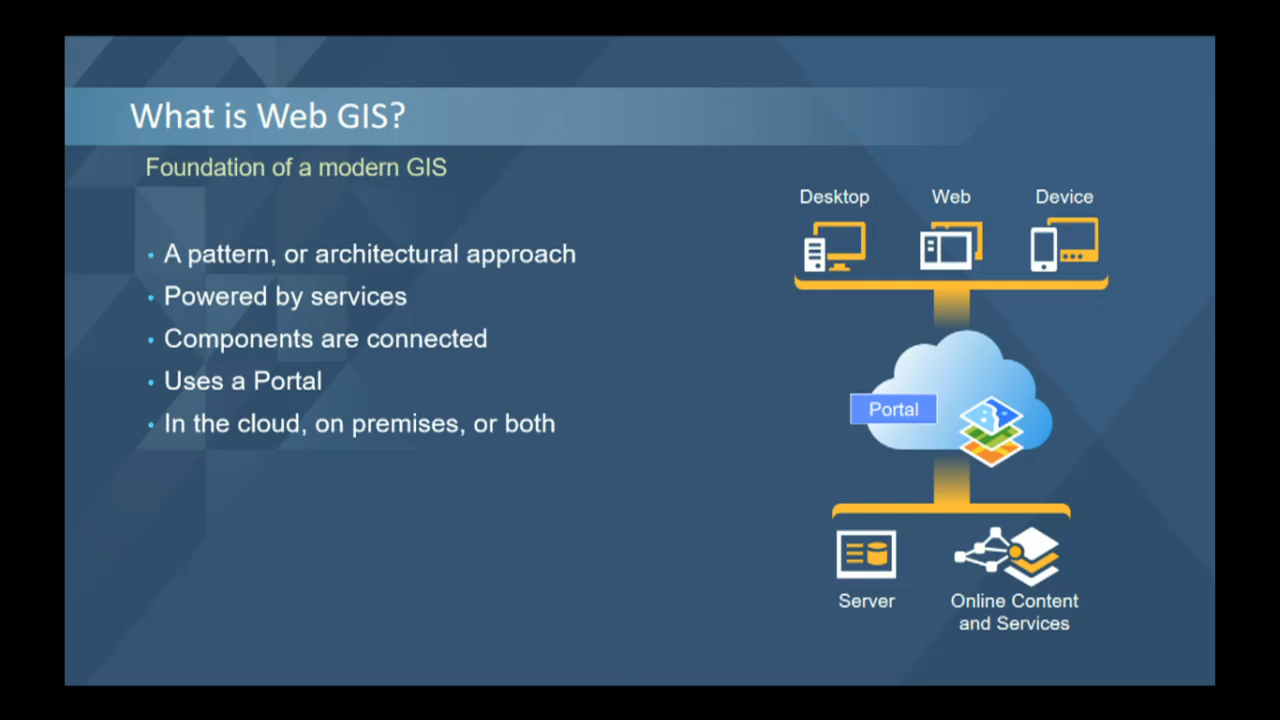 What is Web GIS?
Foundation of a modern GIS
• A pattern, or architectural approach
• Powered by services
• Components are connected
• Uses a Portal
• In the cloud, on premises, or both
Desktop
Web
Device
Portal
Server
Online Content
and Services